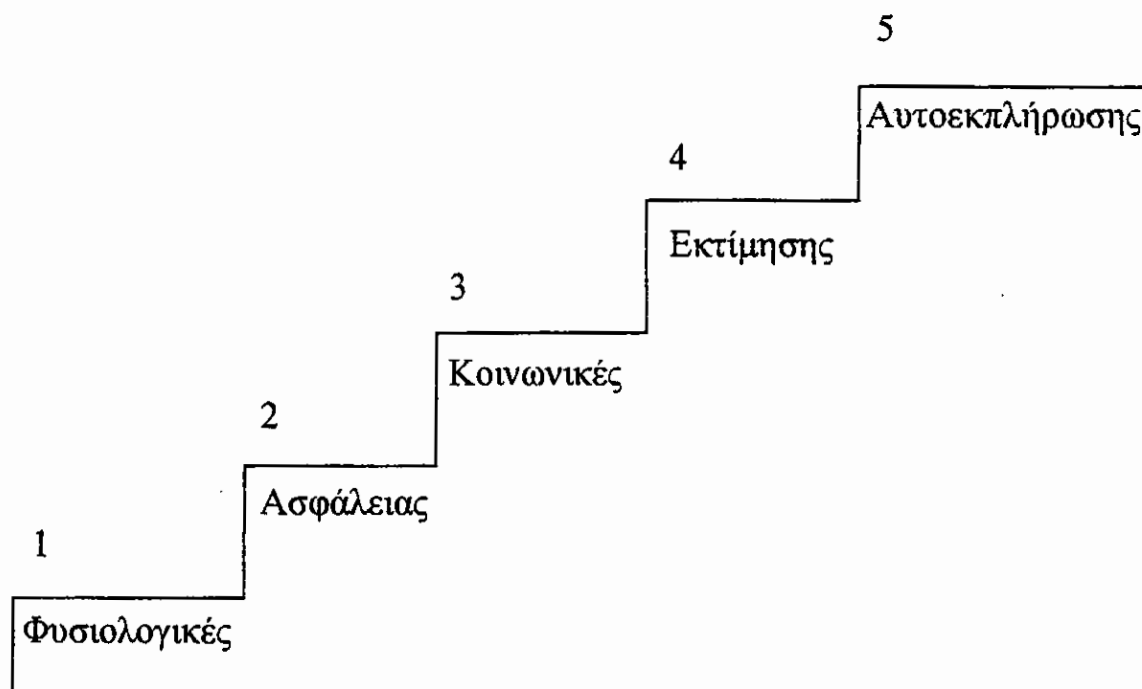 5
Αυτοεκπλήρωσης
4
Εκτίμησης
3
Κοινωνικές
2
Ασφάλειας
1
Φυσιολογικές